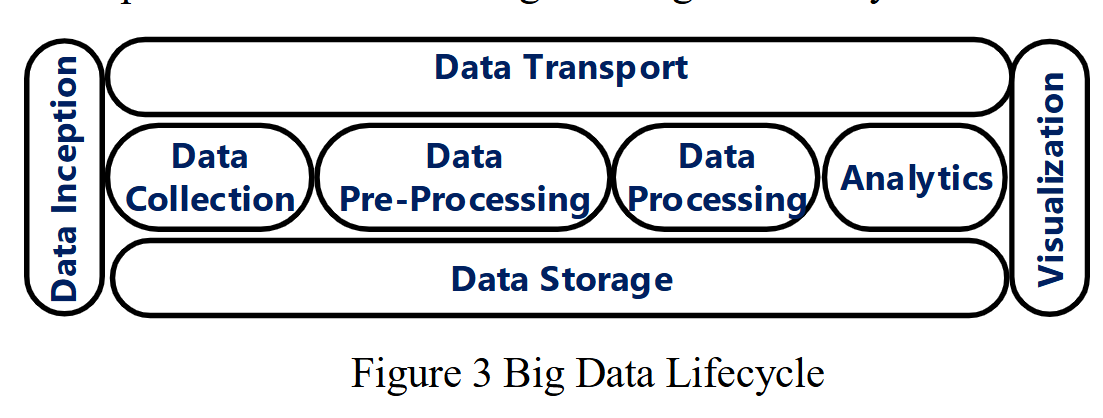 Data Inception
Data Transport
Data
Collection
Data
Pre-Processing
Data
Processing
Analytics
Data Storage
Visualization
Figure 3 Big Data Lifecycle